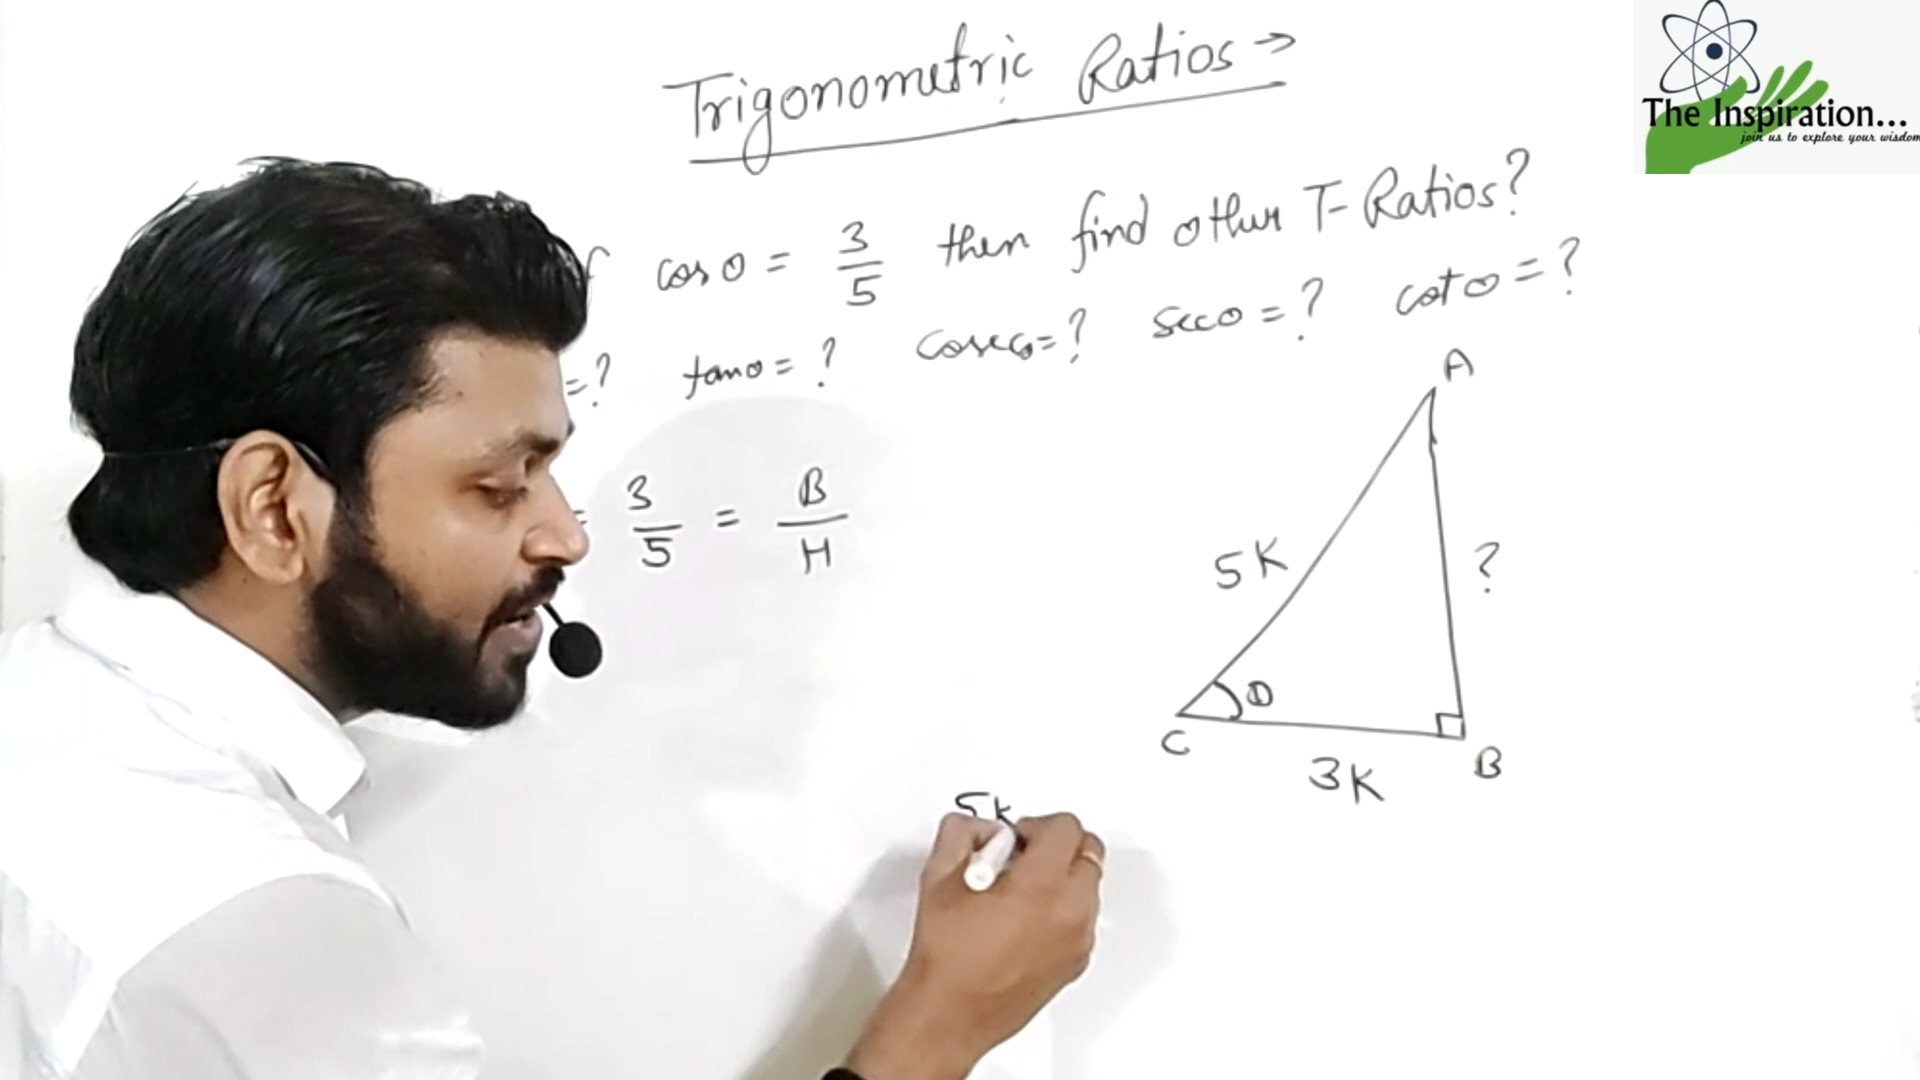 Trigonometric Ratios →
The Inspiration...
join us to explore your wisdom
cos θ = 3/5 then find other T-Ratios?
=? tanθ = ? cosecθ=? secθ = ? cotθ = ?
= 3/5 = B/H
A
5K ?
θ
C B
3K
5K